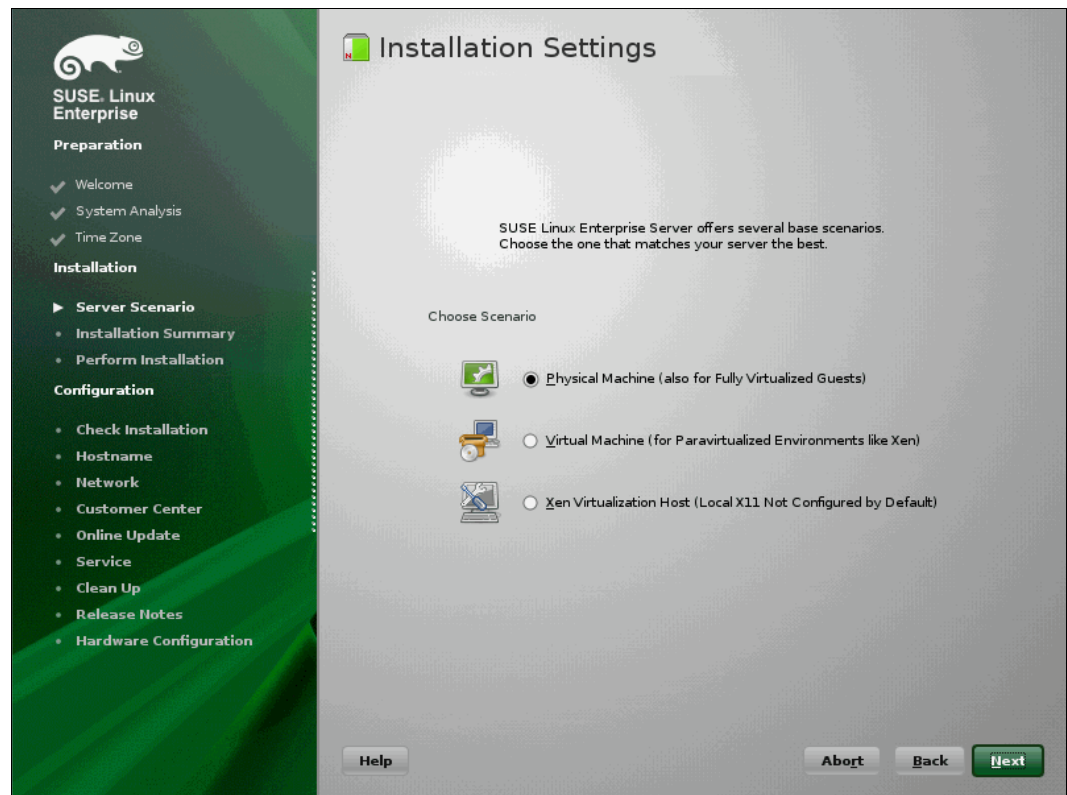 SUSE. Linux
Enterprise
Preparation
Welcome
System Analysis
Time Zone
Installation
Server Scenario
Installation Summary
Perform Installation
Configuration
Check Installation
Hostname
Network
Customer Center
Online Update
Service
Clean Up
Release Notes
Hardware Configuration
N
Installation Settings
SUSE Linux Enterprise Server offers several base scenarios.
Choose the one that matches your server the best.
Choose Scenario
Physical Machine (also for Fully Virtualized Guests)
Virtual Machine (for Paravirtualized Environments like Xen)
Xen Virtualization Host (Local X11 Not Configured by Default)
Help
Abort
Back
Next